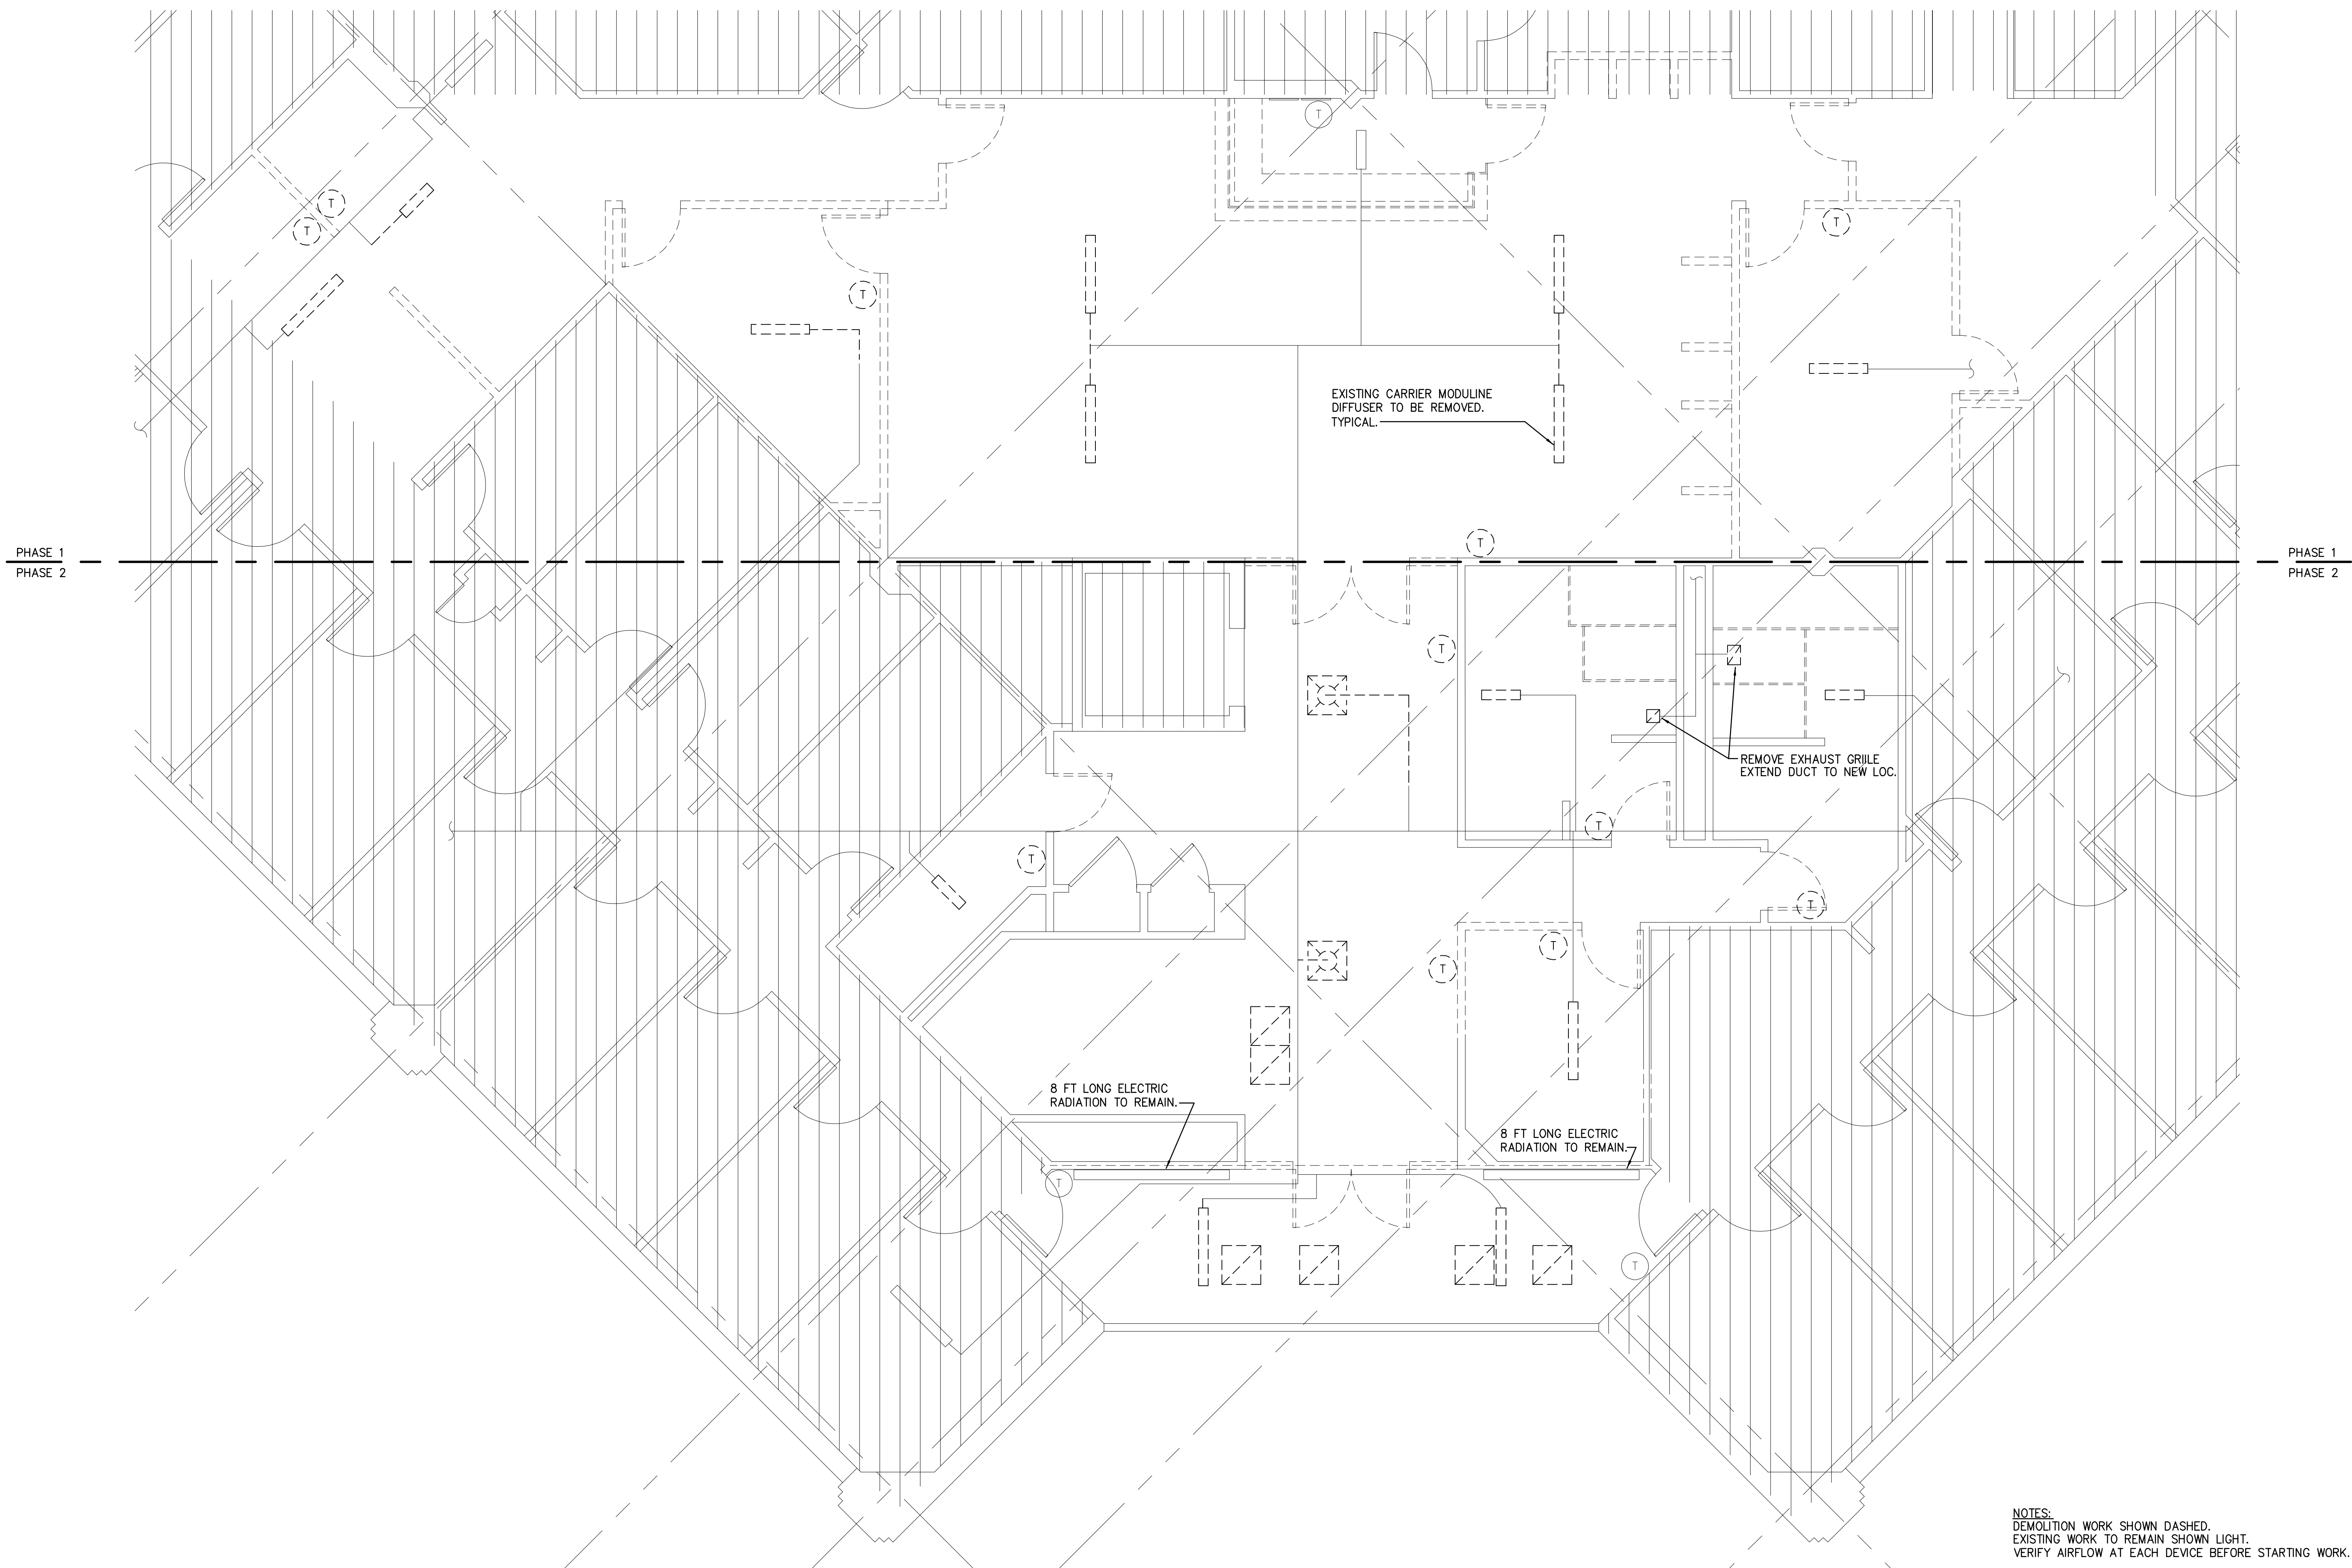 T
T
T
T
T
EXISTING CARRIER MODULINE
DIFFUSER TO BE REMOVED.
TYPICAL.
PHASE 1
PHASE 2
PHASE 1
PHASE 2
T
T
REMOVE EXHAUST GRILLE
EXTEND DUCT TO NEW LOC.
T
T
T
T
T
8 FT LONG ELECTRIC
RADIATION TO REMAIN.
8 FT LONG ELECTRIC
RADIATION TO REMAIN.
T
T
NOTES:
DEMOLITION WORK SHOWN DASHED.
EXISTING WORK TO REMAIN SHOWN LIGHT.
VERIFY AIRFLOW AT EACH DEVICE BEFORE STARTING WORK.